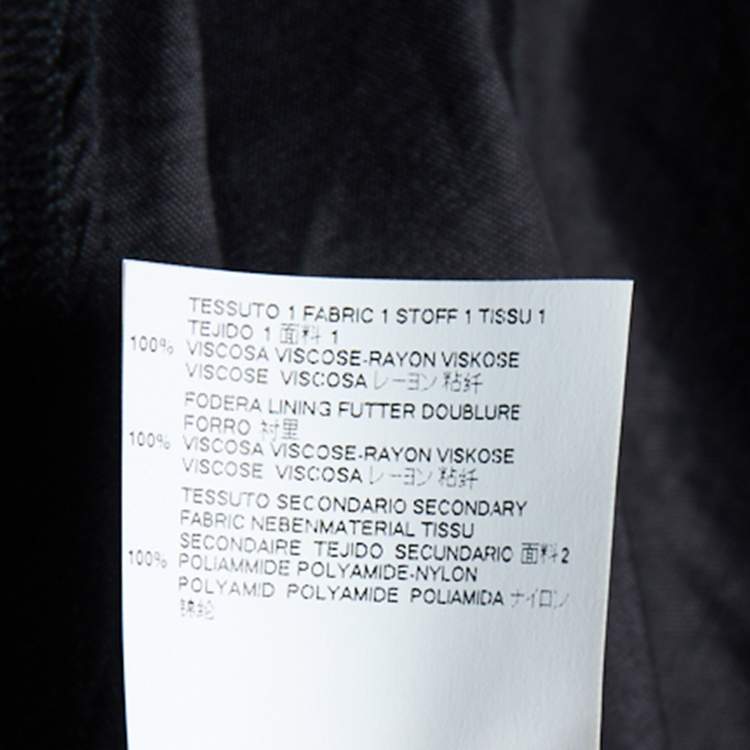 TESSUTO 1 FABRIC 1 STOFF 1 TISSU 1
TEJIDO 1 面料 1
100% VISCOSA VISCOSE-RAYON VISKOSE
VISCOSE VISCOSA レーヨン 粘纤
FODERA LINING FUTTER DOUBLURE
FORRO 衬里
100% VISCOSA VISCOSE-RAYON VISKOSE
VISCOSE VISCOSA レーヨン 粘纤
TESSUTO SECONDARIO SECONDARY
FABRIC NEBENMATERIAL TISSU
SECONDAIRE TEJIDO SECUNDARIO 面料2
100% POLIAMMIDE POLYAMIDE-NYLON
POLYAMID POLYAMIDE POLIAMIDA ナイロン
锦纶